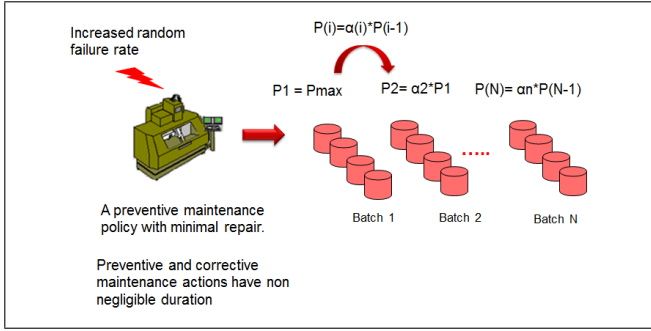 Increased random
failure rate
P(i)=α(i)*P(i-1)
P1 = Pmax
P2= α2*P1
P(N)= αn*P(N-1)
Batch 1
Batch 2
Batch N
A preventive maintenance
policy with minimal repair.
Preventive and corrective
maintenance actions have non
negligible duration